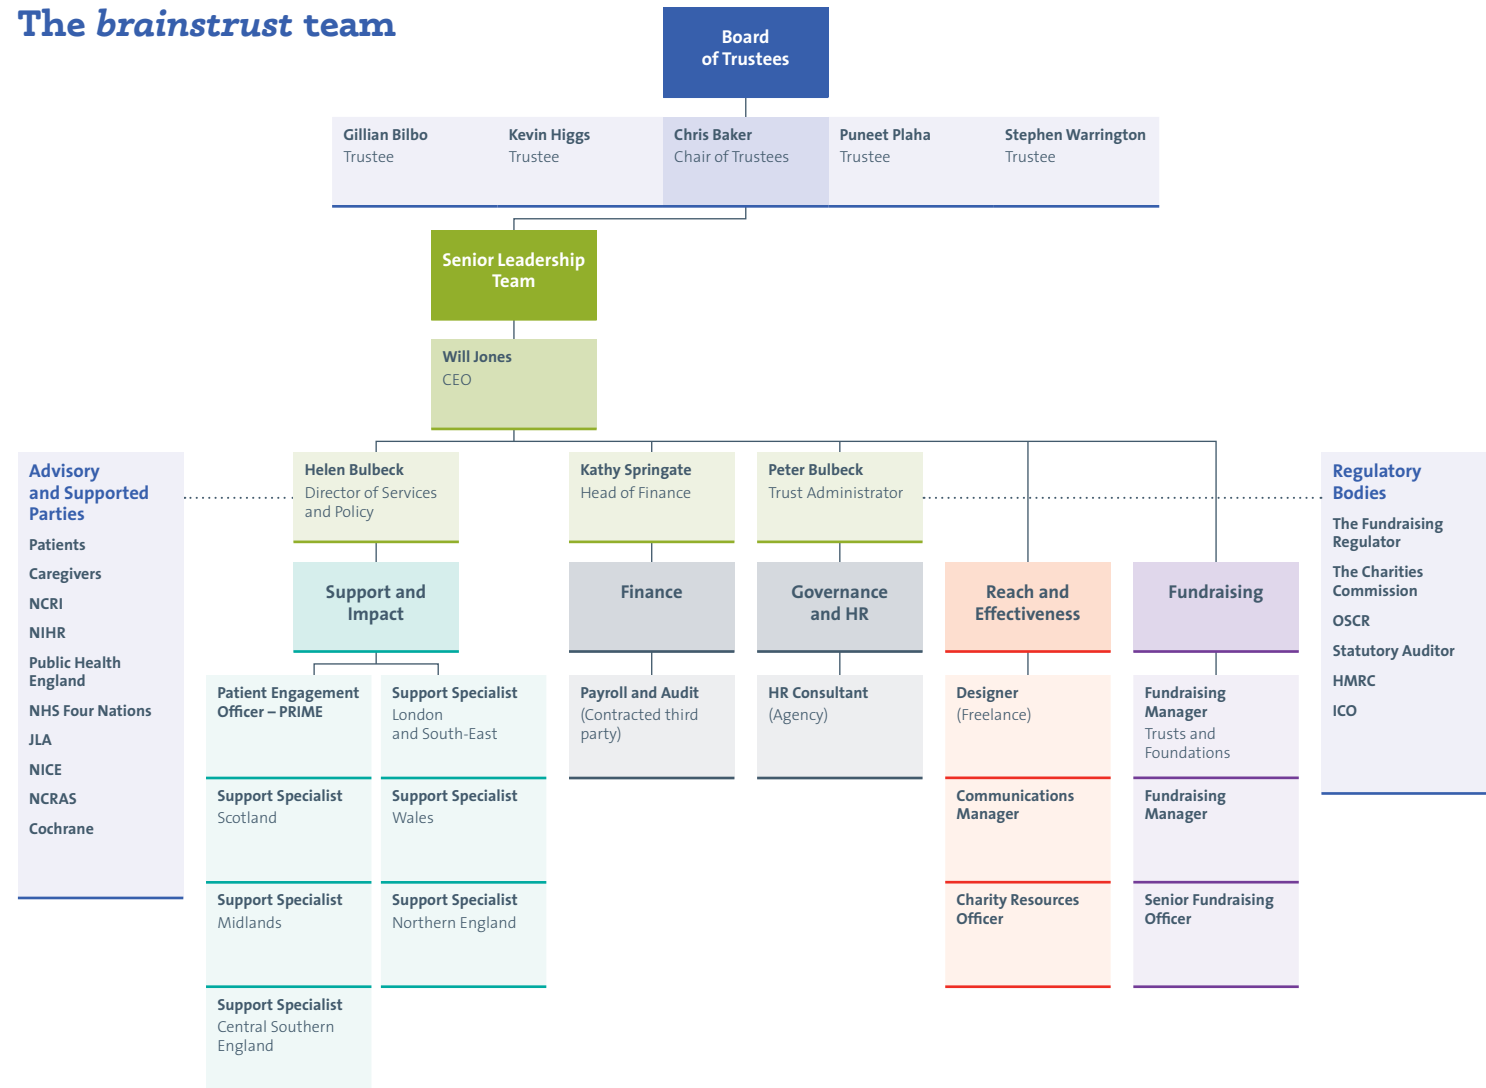 The brainstrust team
Board
of Trustees
Gillian Bilbo
Trustee
Kevin Higgs
Trustee
Chris Baker
Chair of Trustees
Puneet Plaha
Trustee
Stephen Warrington
Trustee
Senior Leadership
Team
Will Jones
CEO
Advisory
and Supported
Parties
Patients
Caregivers
NCRI
NIHR
Public Health
England
NHS Four Nations
JLA
NICE
NCRAS
Cochrane
Helen Bulbeck
Director of Services
and Policy
Support and
Impact
Patient Engagement
Officer – PRIME
Support Specialist
Scotland
Support Specialist
Midlands
Support Specialist
Central Southern
England
Support Specialist
London
and South-East
Support Specialist
Wales
Support Specialist
Northern England
Kathy Springate
Head of Finance
Finance
Payroll and Audit
(Contracted third
party)
Peter Bulbeck
Trust Administrator
Governance
and HR
HR Consultant
(Agency)
Reach and
Effectiveness
Designer
(Freelance)
Communications
Manager
Charity Resources
Officer
Fundraising
Fundraising
Manager
Trusts and
Foundations
Fundraising
Manager
Senior Fundraising
Officer
Regulatory
Bodies
The Fundraising
Regulator
The Charities
Commission
OSCR
Statutory Auditor
HMRC
ICO